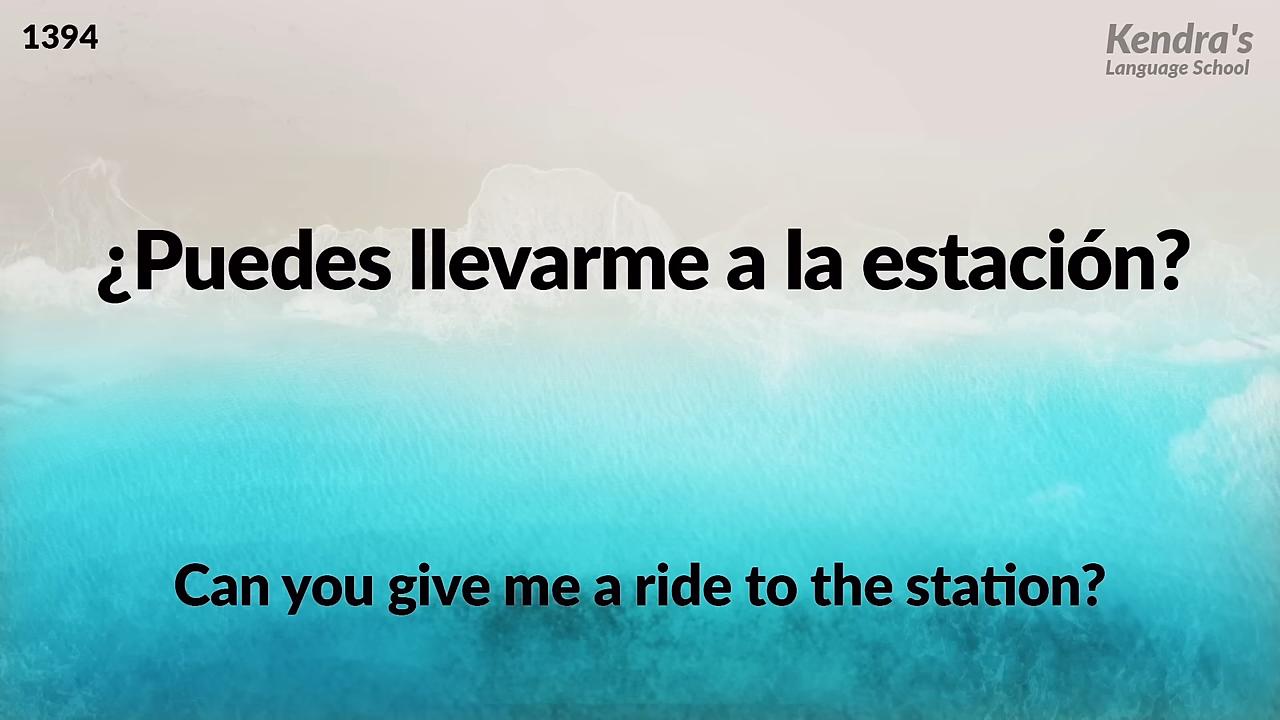 1394
Kendra's
Language School
¿Puedes llevarme a la estación?
Can you give me a ride to the station?